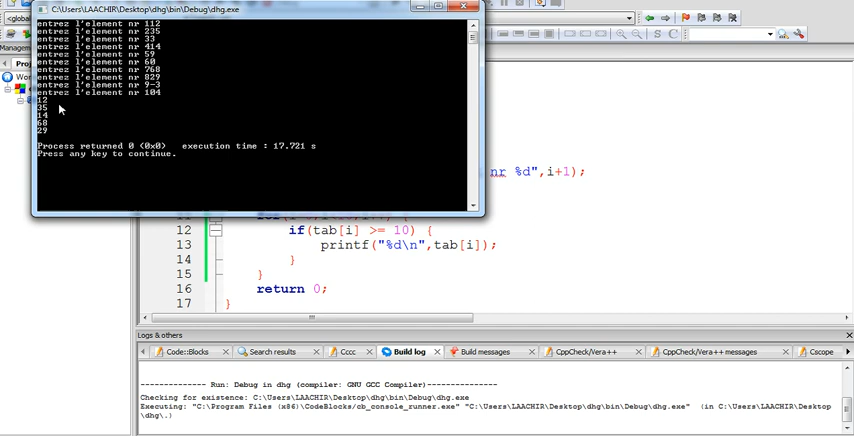 C:\Users\LAACHIR\Desktop\dhg\bin\Debug\dhg.exe
entrez l'element nr 112
entrez l'element nr 235
entrez l'element nr 33
entrez l'element nr 414
entrez l'element nr 59
entrez l'element nr 60
entrez l'element nr 768
entrez l'element nr 829
entrez l'element nr 9-3
entrez l'element nr 104
12
35
14
68
29
Process returned 0 (0x0)   execution time : 17.721 s
Press any key to continue.
<global
Management
Proj
Wor
S
C
nr %d",i+1);
12 if(tab[i] >= 10) {
13 printf("%d\n",tab[i]);
14 }
15 }
16 return 0;
17 }
Logs & others
Code::Blocks
Search results
Cccc
Build log
Build messages
CppCheck/Vera++
CppCheck/Vera++ messages
Cscope
-------------- Run: Debug in dhg (compiler: GNU GCC Compiler)---------------
Checking for existence: C:\Users\LAACHIR\Desktop\dhg\bin\Debug\dhg.exe
Executing: "C:\Program Files (x86)\CodeBlocks/cb_console_runner.exe" "C:\Users\LAACHIR\Desktop\dhg\bin\Debug\dhg.exe"  (in C:\Users\LAACHIR\Desktop
\dhg\.)